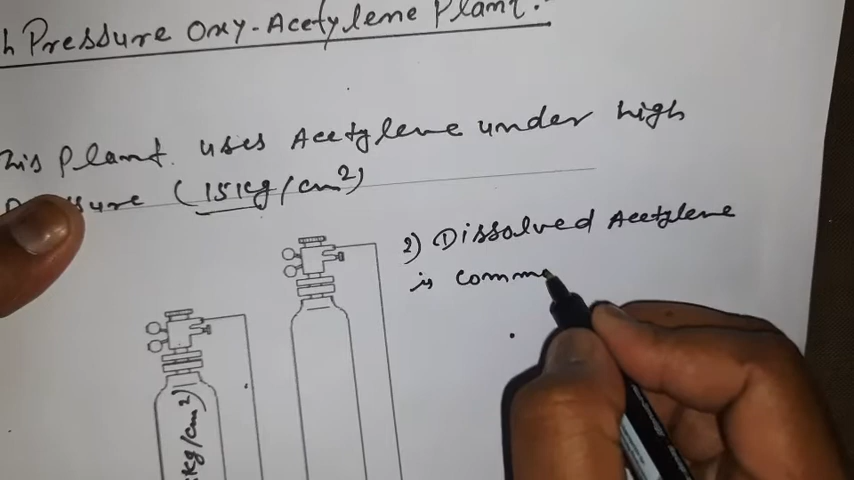 h Pressure Oxy-Acetylene Plant.
This Plant. uses Acetylene under high
Pressure (15kg/cm²)
2) Dissolved Acetylene
is comme
kg/cm²)